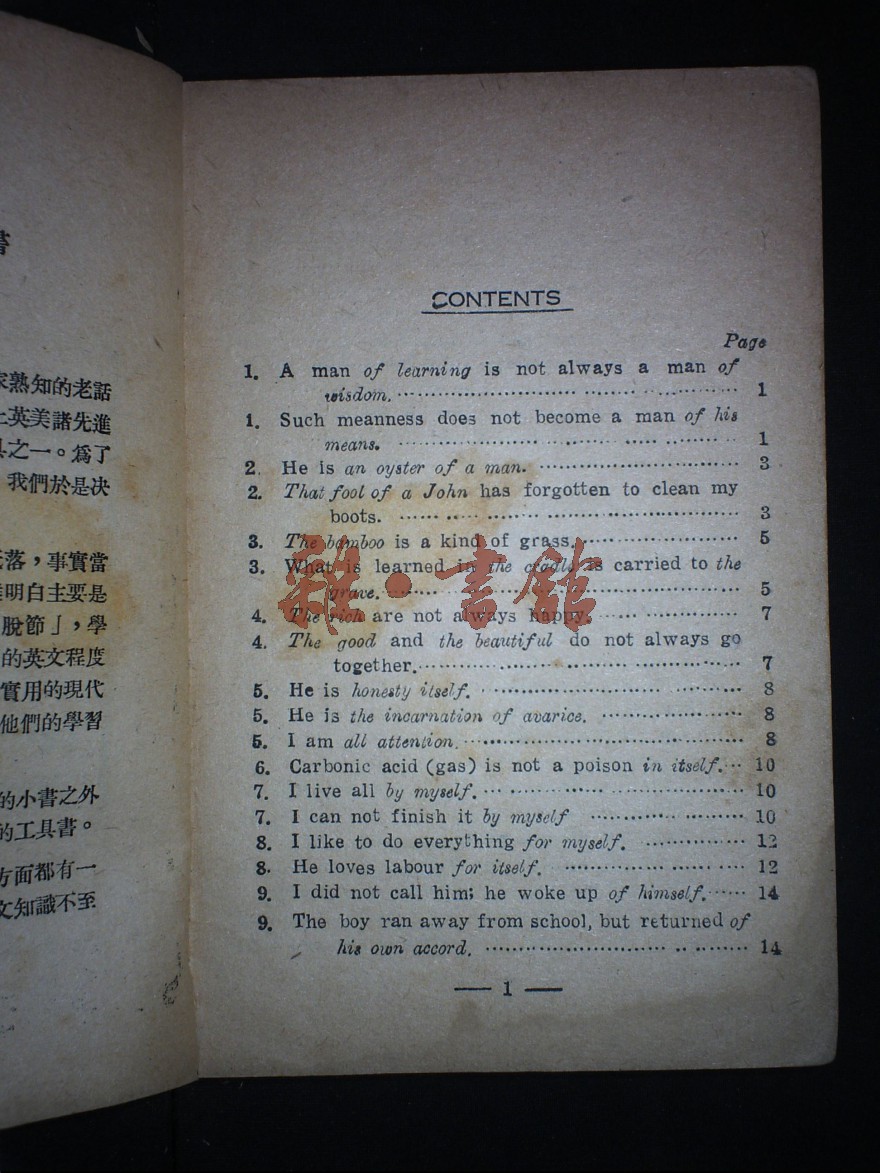 書
家熟知的老話
上英美諸先進
具之一。爲了
我們於是决
低落，事實當
明白主要是
脫節」，學
的英文程度
實用的現代
他們的學習
的小書之外
的工具書。
方面都有一
文知識不至
CONTENTS
Page
1. A man of learning is not always a man of
wisdom. 1
1. Such meanness does not become a man of his
means. 1
2. He is an oyster of a man. 3
2. That fool of a John has forgotten to clean my
boots. 3
3. The bamboo is a kind of grass. 5
3. What is learned in the cradle is carried to the
grave. 5
4. The rich are not always happy. 7
4. The good and the beautiful do not always go
together. 7
5. He is honesty itself. 8
5. He is the incarnation of avarice. 8
5. I am all attention. 8
6. Carbonic acid (gas) is not a poison in itself. 10
7. I live all by myself. 10
7. I can not finish it by myself 10
8. I like to do everything for myself. 12
8. He loves labour for itself. 12
9. I did not call him; he woke up of himself. 14
9. The boy ran away from school, but returned of
his own accord. 14
— 1 —
雜·書館